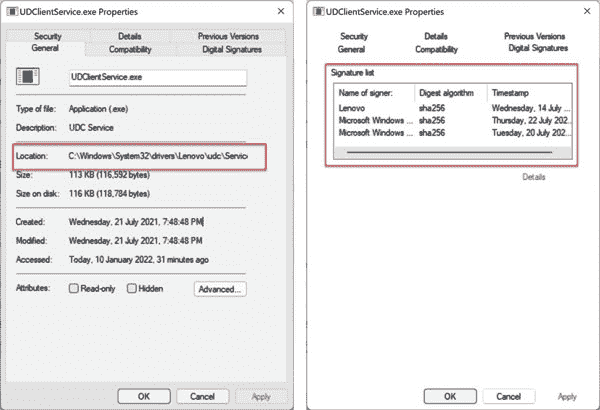 UDClientService.exe Properties
Security Details Previous Versions
General Compatibility Digital Signatures
UDClientService.exe
Type of file: Application (.exe)
Description: UDC Service
Location: C:\Windows\System32\drivers\Lenovo\udc\Service
Size: 113 KB (116,592 bytes)
Size on disk: 116 KB (118,784 bytes)
Created: Wednesday, 21 July 2021, 7:48:48 PM
Modified: Wednesday, 21 July 2021, 7:48:48 PM
Accessed: Today, 10 January 2022, 31 minutes ago
Attributes: Read-only Hidden Advanced...
OK Cancel Apply
UDClientService.exe Properties
Security Details Previous Versions
General Compatibility Digital Signatures
Signature list
Name of signer: Digest algorithm Timestamp
Lenovo sha256 Wednesday, 14 July ...
Microsoft Windows ... sha256 Thursday, 22 July 202...
Microsoft Windows ... sha256 Tuesday, 20 July 202...
Details
OK Cancel Apply